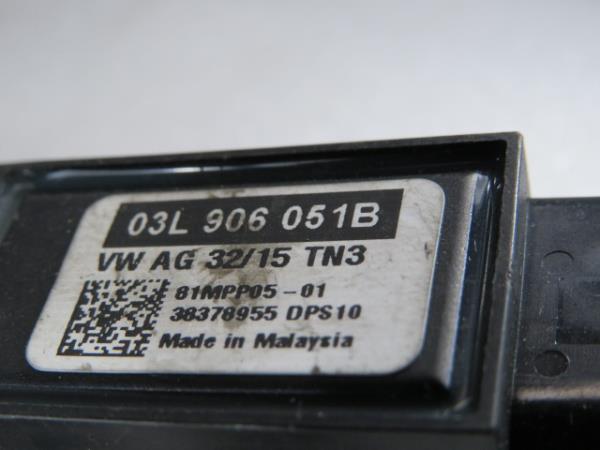 03L 906 051B
VW AG 32/15 TN3
81MPP05-01
38378955 DPS10
Made in Malaysia